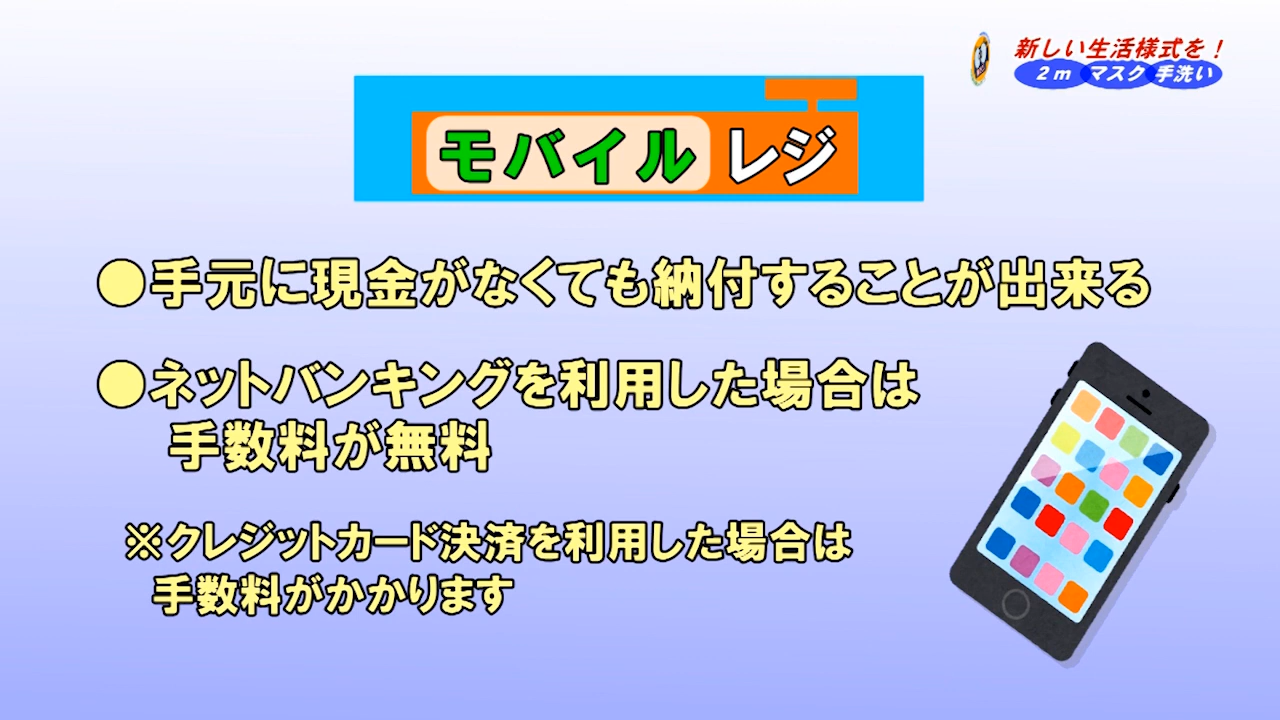 新しい生活様式を！
2m マスク 手洗い
モバイルレジ
●手元に現金がなくても納付することが出来る
●ネットバンキングを利用した場合は
手数料が無料
※クレジットカード決済を利用した場合は
手数料がかかります